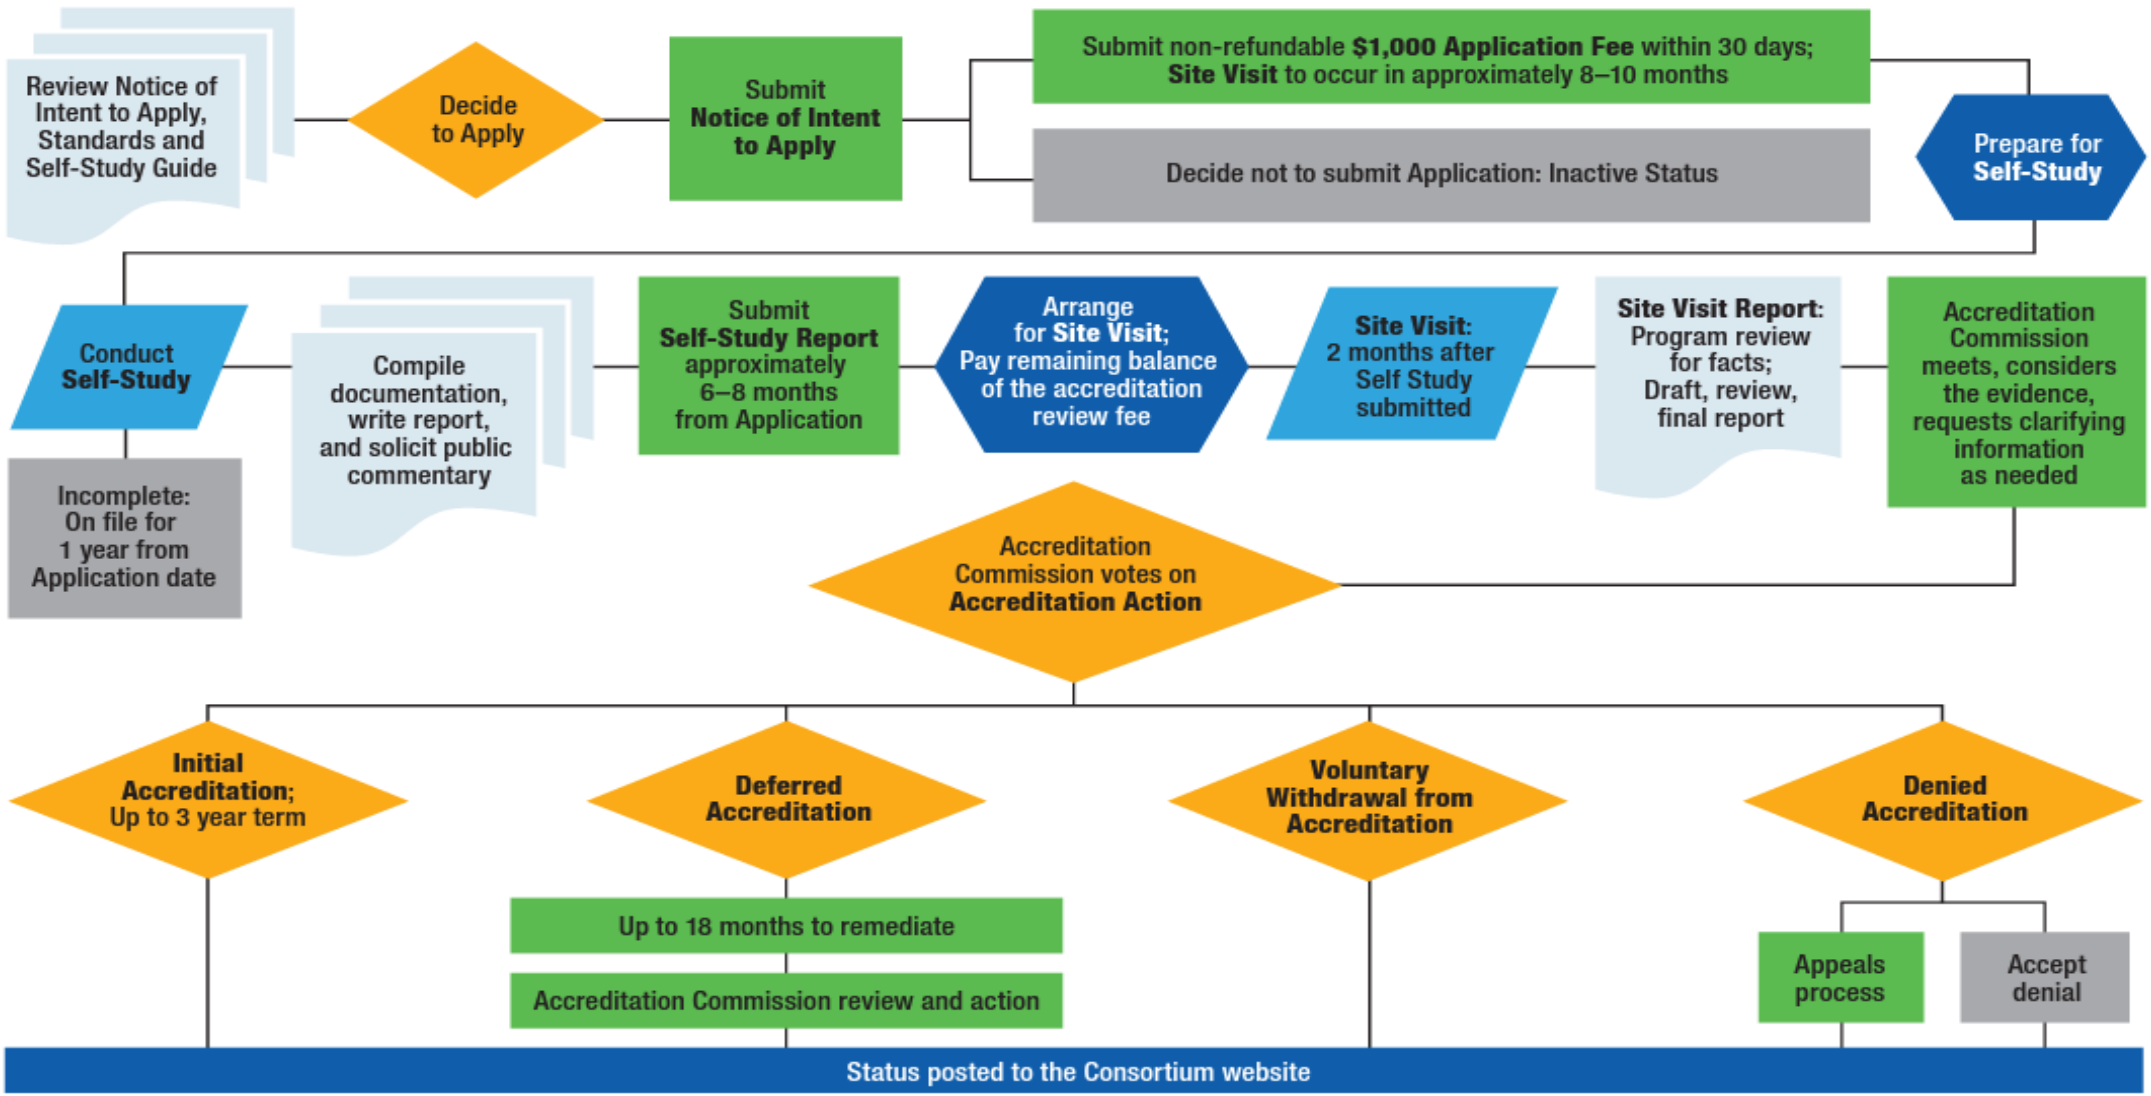 Review Notice of
Intent to Apply,
Standards and
Self-Study Guide
Decide
to Apply
Submit
Notice of Intent
to Apply
Submit non-refundable $1,000 Application Fee within 30 days;
Site Visit to occur in approximately 8–10 months
Decide not to submit Application: Inactive Status
Prepare for
Self-Study
Conduct
Self-Study
Incomplete:
On file for
1 year from
Application date
Compile
documentation,
write report,
and solicit public
commentary
Submit
Self-Study Report
approximately
6–8 months
from Application
Arrange
for Site Visit;
Pay remaining balance
of the accreditation
review fee
Site Visit:
2 months after
Self Study
submitted
Site Visit Report:
Program review
for facts;
Draft, review,
final report
Accreditation
Commission
meets, considers
the evidence,
requests clarifying
information
as needed
Accreditation
Commission votes on
Accreditation Action
Initial
Accreditation;
Up to 3 year term
Deferred
Accreditation
Up to 18 months to remediate
Accreditation Commission review and action
Voluntary
Withdrawal from
Accreditation
Denied
Accreditation
Appeals
process
Accept
denial
Status posted to the Consortium website